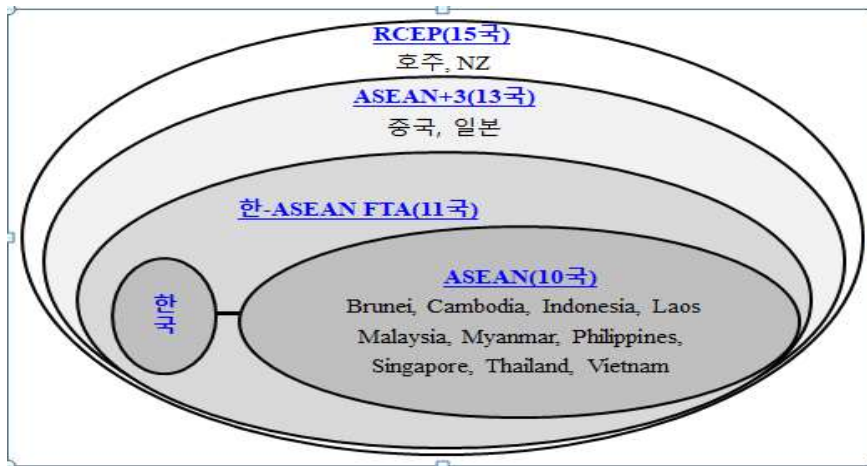 RCEP(15국)
호주, NZ
ASEAN+3(13국)
중국, 일본
한-ASEAN FTA(11국)
한
국
ASEAN(10국)
Brunei, Cambodia, Indonesia, Laos
Malaysia, Myanmar, Philippines,
Singapore, Thailand, Vietnam